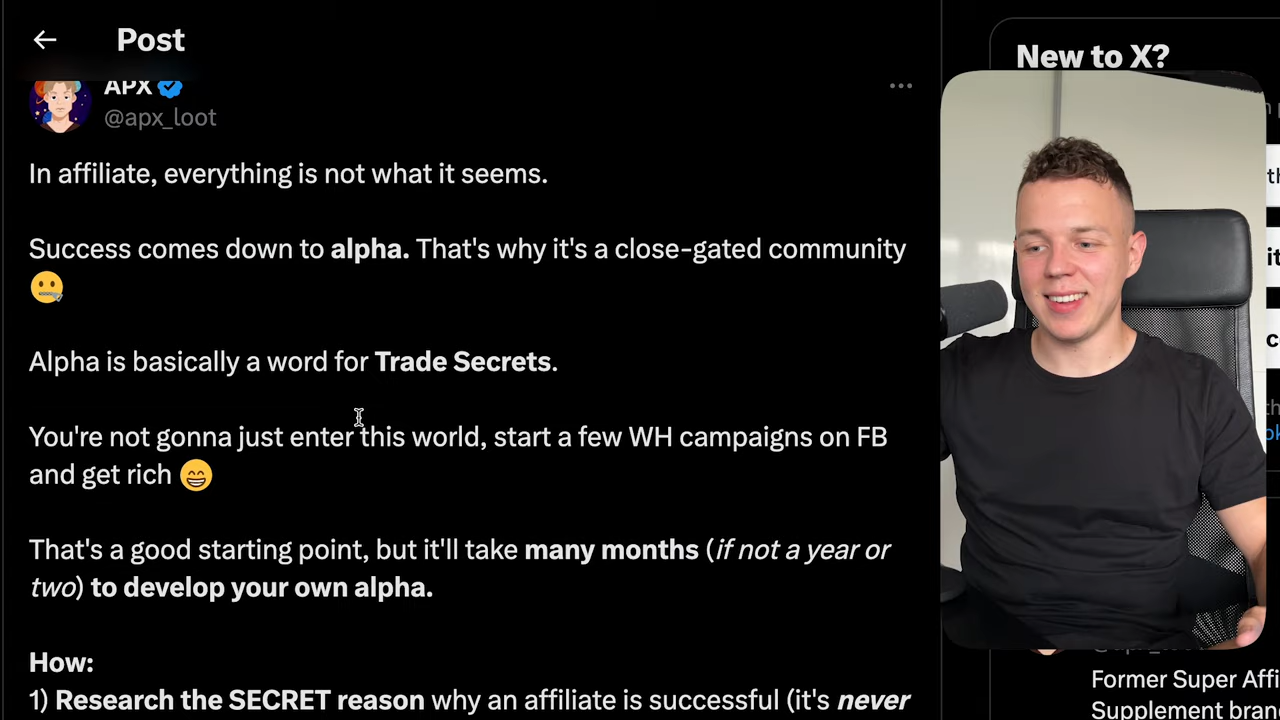 Post
New to X?
APX
@apx_loot
In affiliate, everything is not what it seems.
Success comes down to alpha. That's why it's a close-gated community
🤐
Alpha is basically a word for Trade Secrets.
You're not gonna just enter this world, start a few WH campaigns on FB
and get rich 😁
That's a good starting point, but it'll take many months (if not a year or
two) to develop your own alpha.
How:
1) Research the SECRET reason why an affiliate is successful (it's never
Former Super Affi
Supplement bran